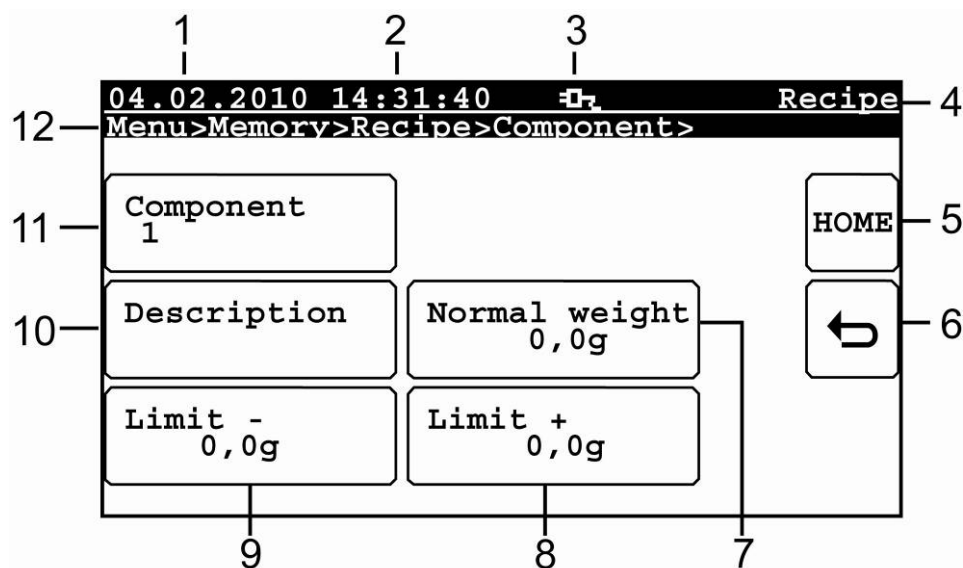 1 2 3
04.02.2010 14:31:40 Recipe 4
12 Menu>Memory>Recipe>Component>
Component
11 1 HOME 5
10 Description Normal weight 6
0,0g
Limit - Limit +
0,0g 0,0g
9 8 7